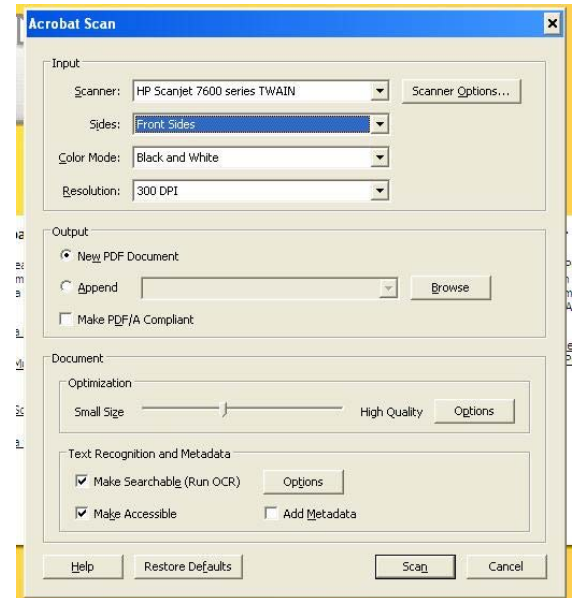 Acrobat Scan
Input
Scanner: HP Scanjet 7600 series TWAIN Scanner Options...
Sides: Front Sides
Color Mode: Black and White
Resolution: 300 DPI
Output
New PDF Document
Append Browse
Make PDF/A Compliant
Document
Optimization
Small Size High Quality Options
Text Recognition and Metadata
Make Searchable (Run OCR) Options
Make Accessible Add Metadata
Help Restore Defaults Scan Cancel